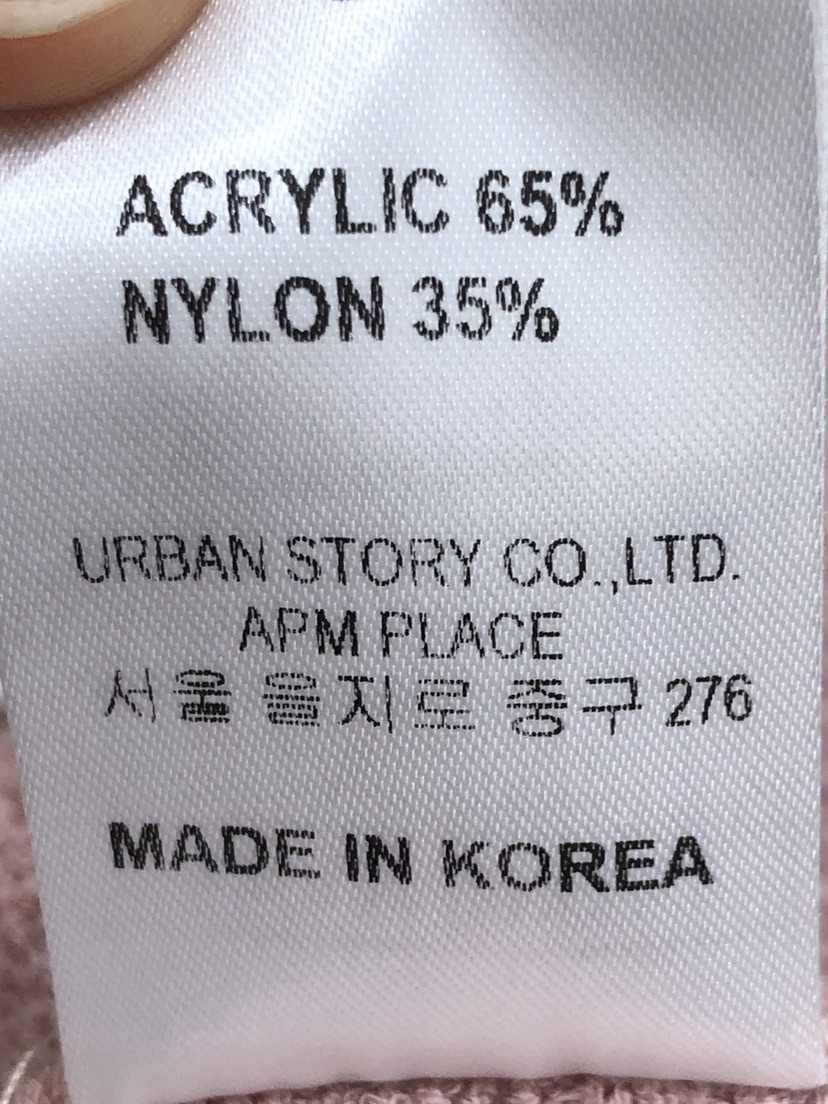 ACRYLIC 65%
NYLON 35%
URBAN STORY CO.,LTD.
APM PLACE
서울 을지로 중구 276
MADE IN KOREA